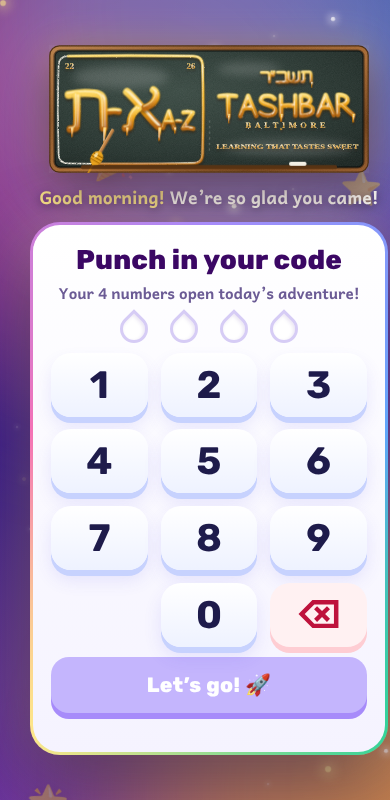 22
26
ת-א A-Z
תשב״ר
TASHBAR
BALTIMORE
LEARNING THAT TASTES SWEET
Good morning! We're so glad you came!
Punch in your code
Your 4 numbers open today's adventure!
1 2 3
4 5 6
7 8 9
0
Let's go! 🚀